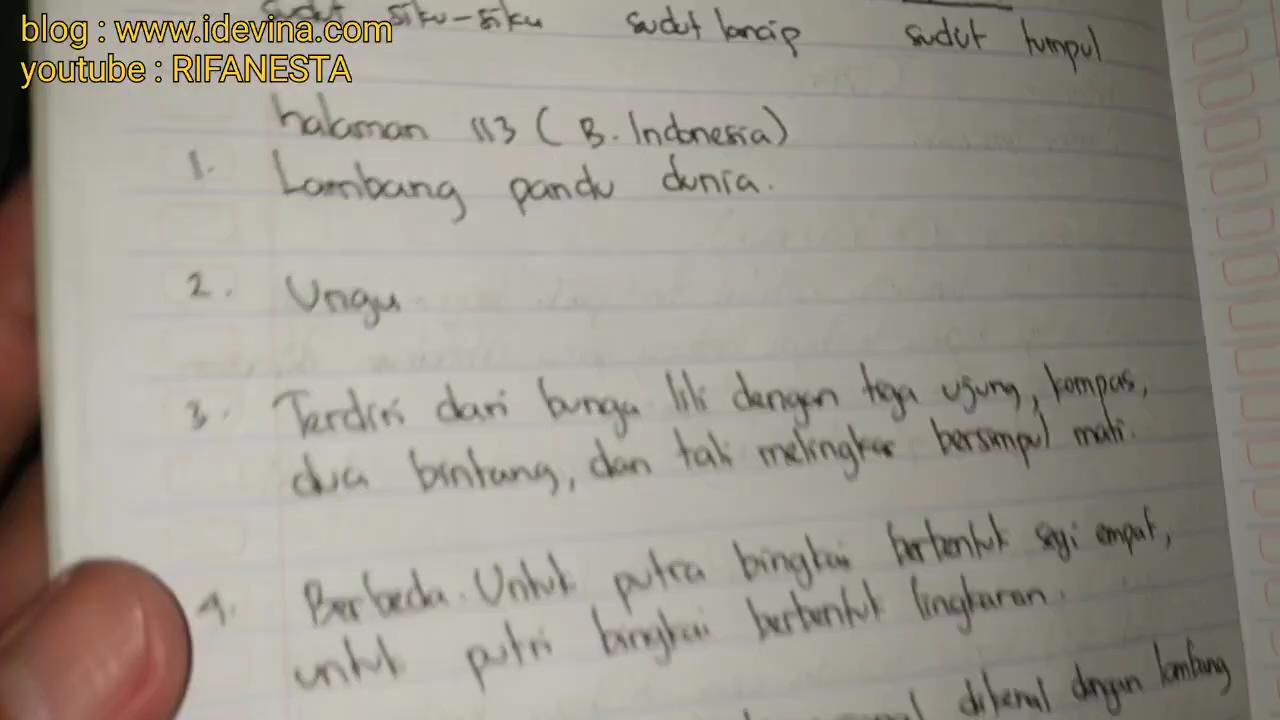 blog : www.idevina.com
youtube : RIFANESTA
sudut siku-siku sudut lancip sudut tumpul
halaman 113 ( B. Indonesia)
1. Lambang pandu dunia.
2. Ungu
3. Terdiri dari bunga lili dengan tiga ujung, kompas,
dua bintang, dan tali melingkar bersimpul mati.
4. Berbeda. Untuk putra bingkai berbentuk segi empat,
untuk putri bingkai berbentuk lingkaran.
dikenal dengan lambang